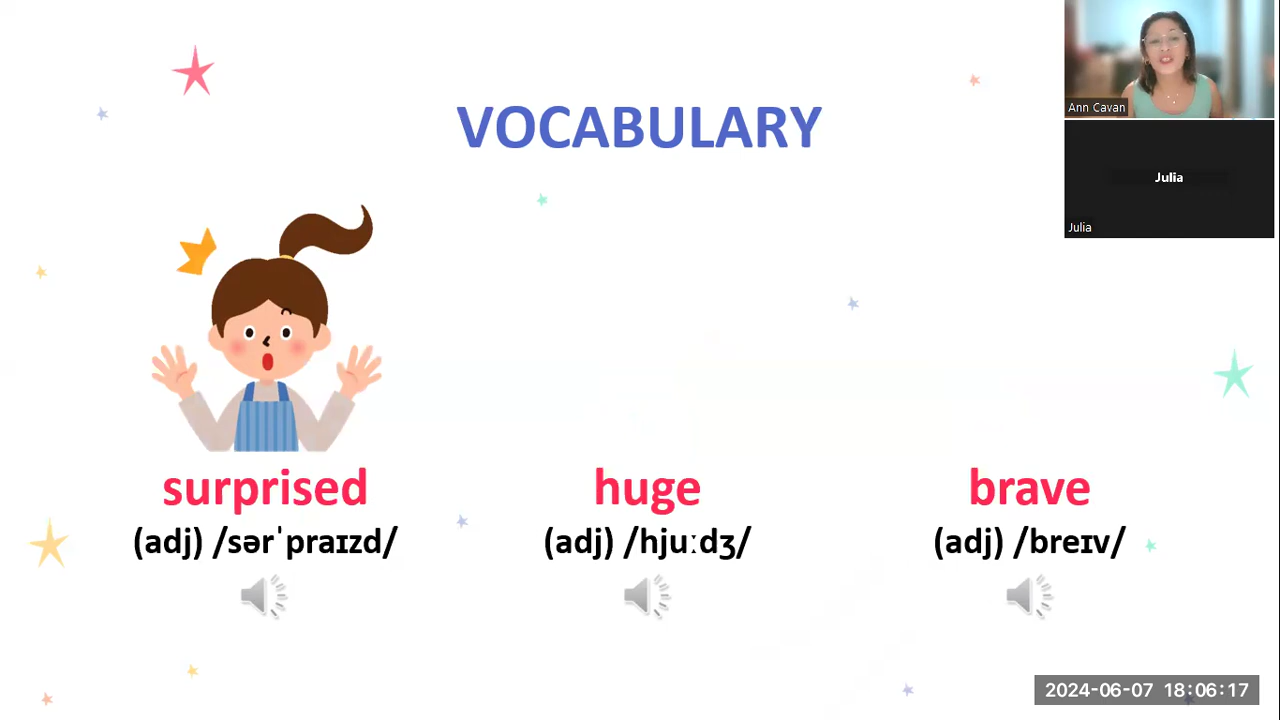 VOCABULARY
Ann Cavan
Julia
Julia
surprised
(adj) /sərˈpraɪzd/
huge
(adj) /hjuːdʒ/
brave
(adj) /breɪv/
2024-06-07 18:06:17